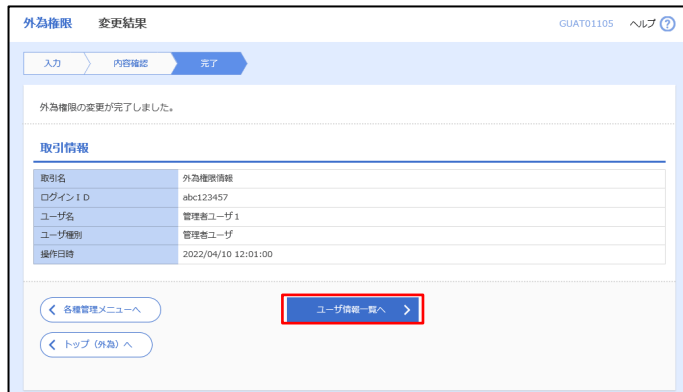 外為権限 変更結果 GUAT01105 ヘルプ ?
入力 内容確認 完了
外為権限の変更が完了しました。
取引情報
取引名 外為権限情報
ログインID abc123457
ユーザ名 管理者ユーザ1
ユーザ種別 管理者ユーザ
操作日時 2022/04/10 12:01:00
各種管理メニューへ ユーザ情報一覧へ
トップ（外為）へ